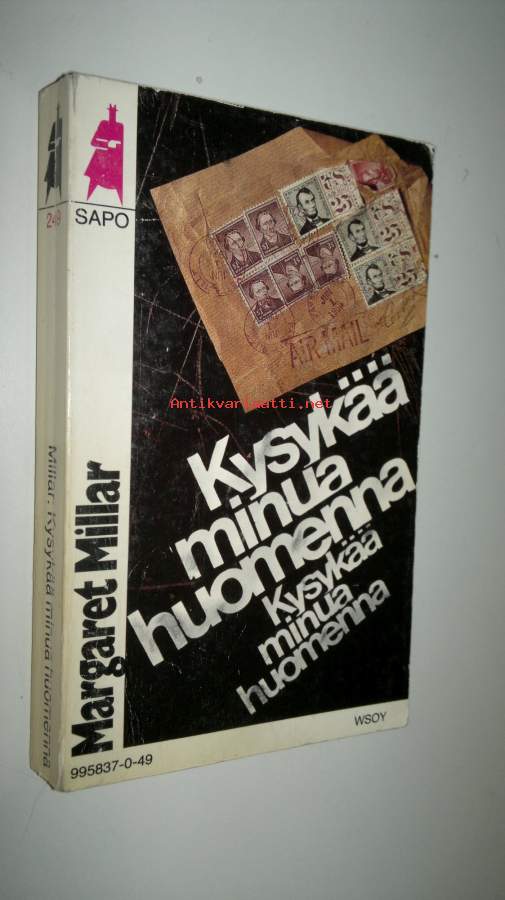 249
SAPO
AIR MAIL
Antikvariaatti.net
Kysykää
minua
huomenna
Kysykää
minua
huomenna
Margaret Millar
Millar: Kysykää minua huomenna
WSOY
995837-0-49